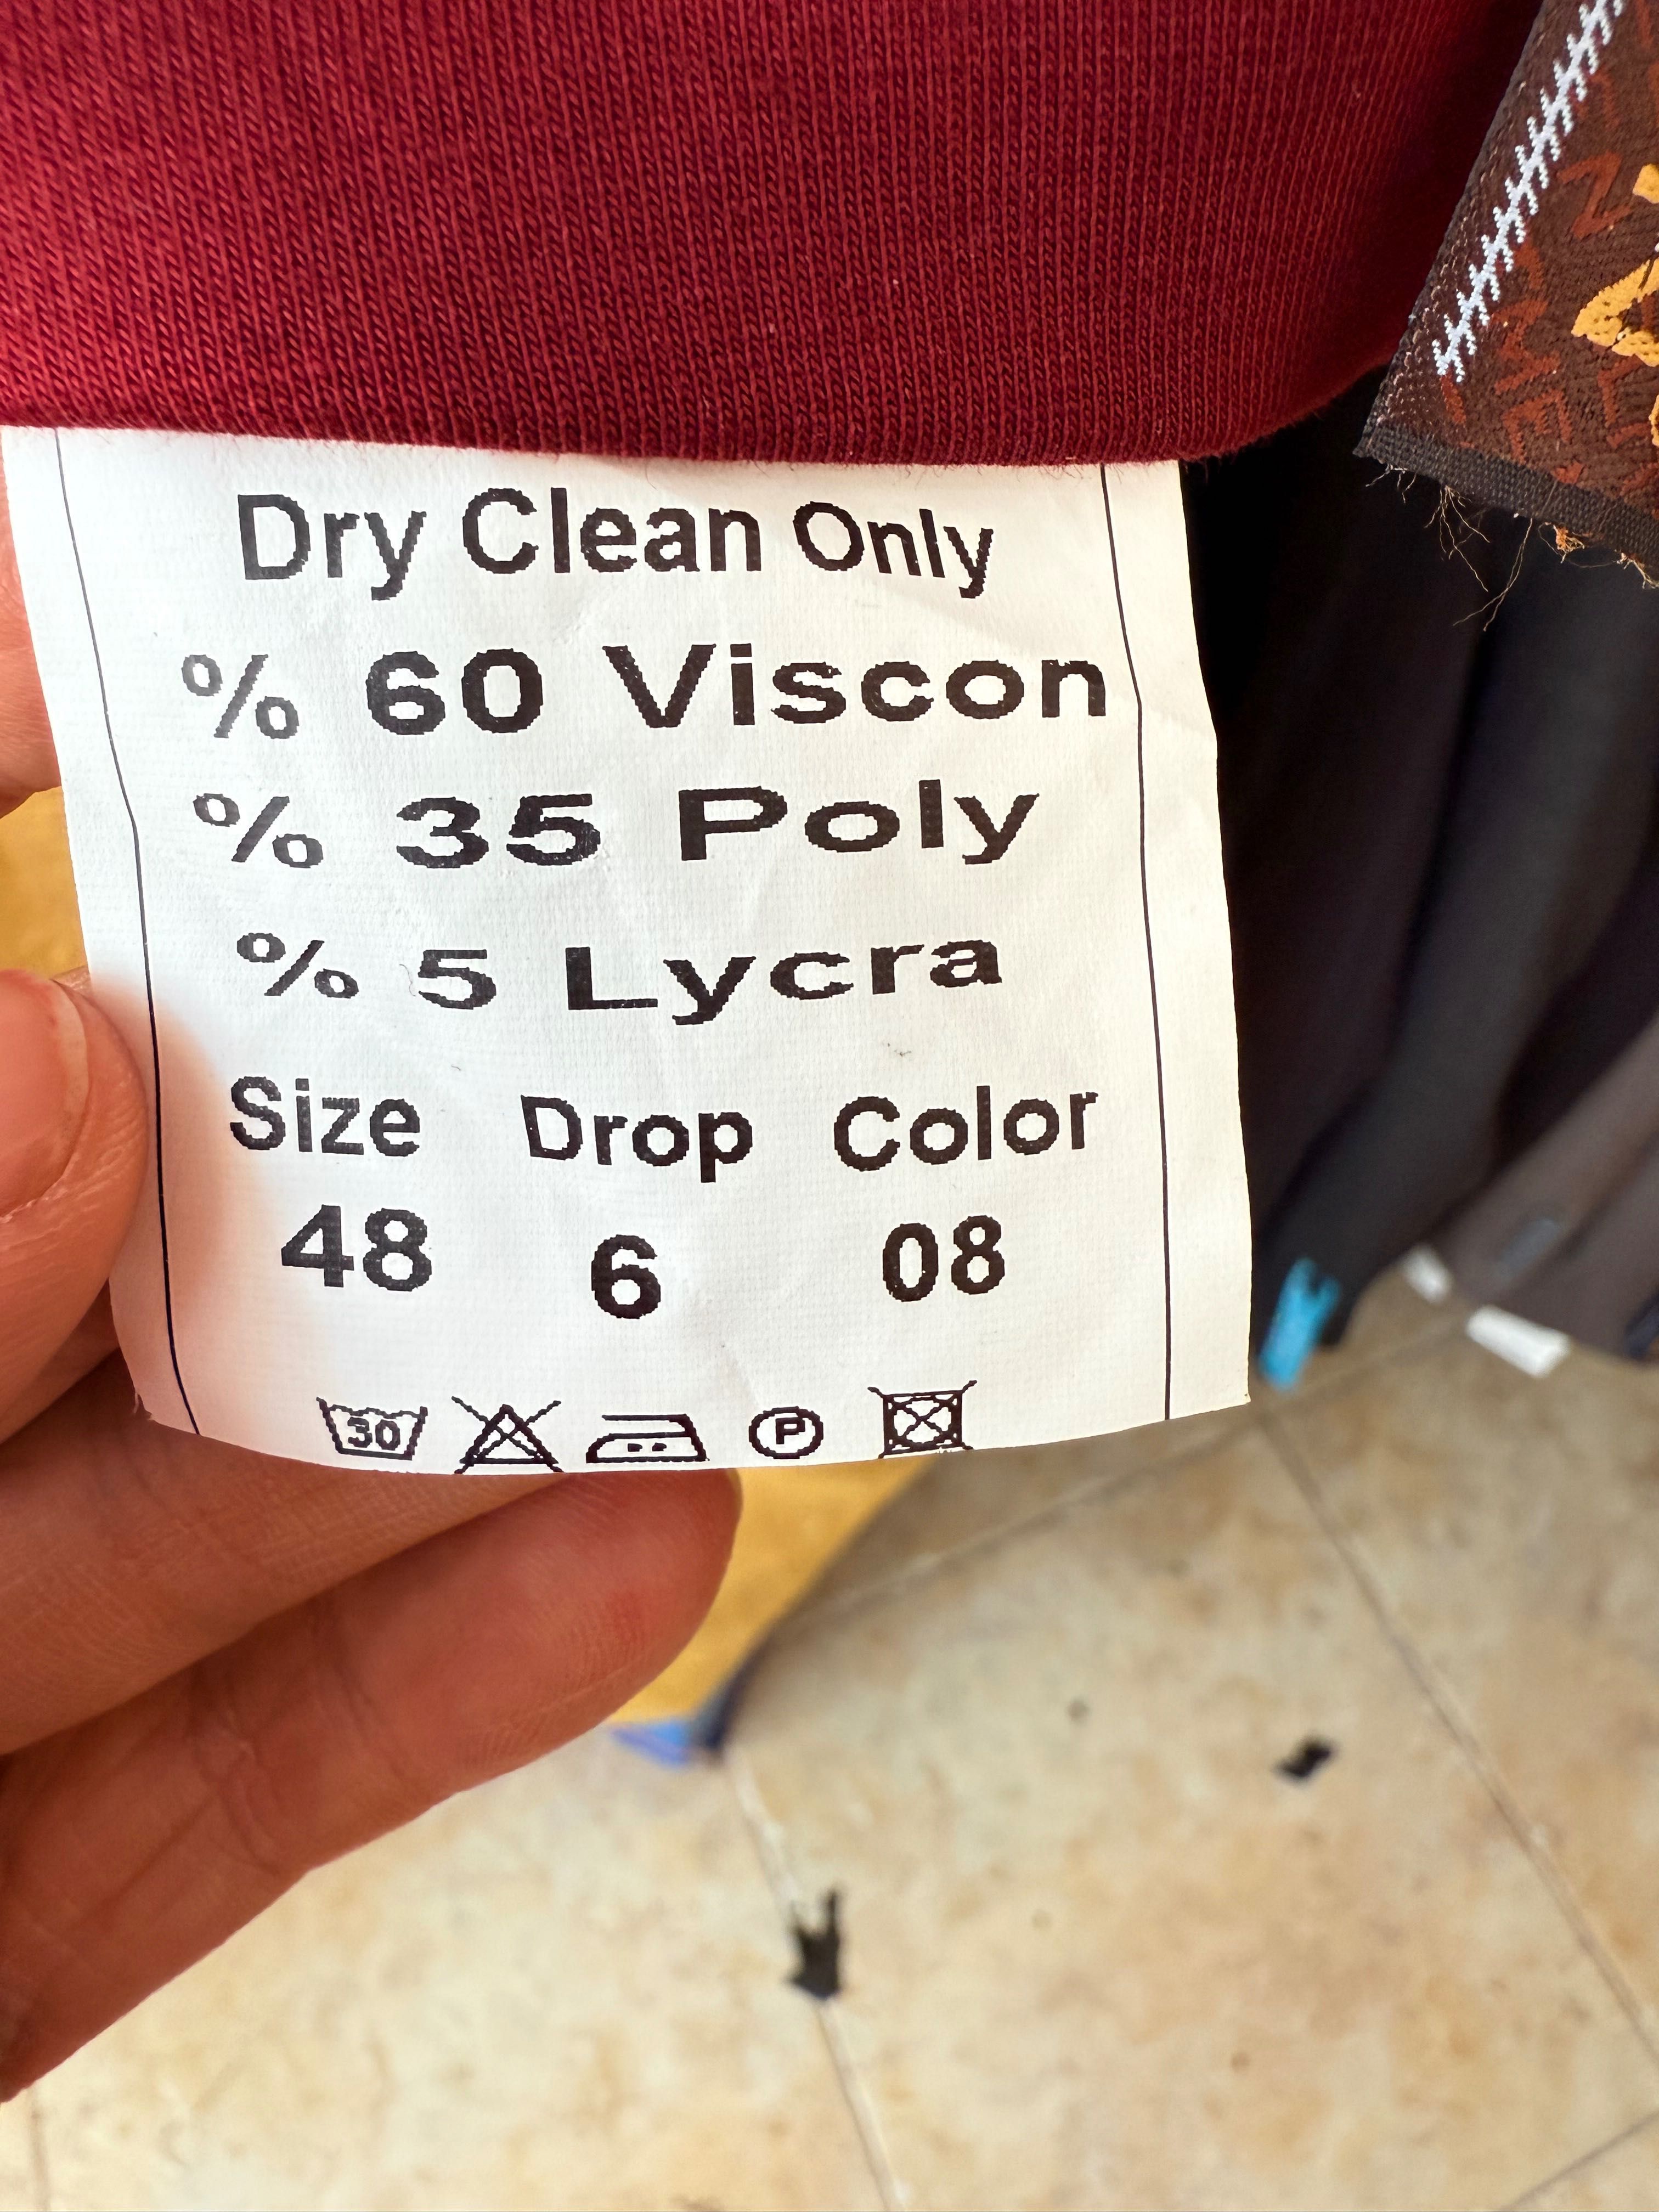 Dry Clean Only
% 60 Viscon
% 35 Poly
% 5 Lycra
Size Drop Color
48 6 08
30 P